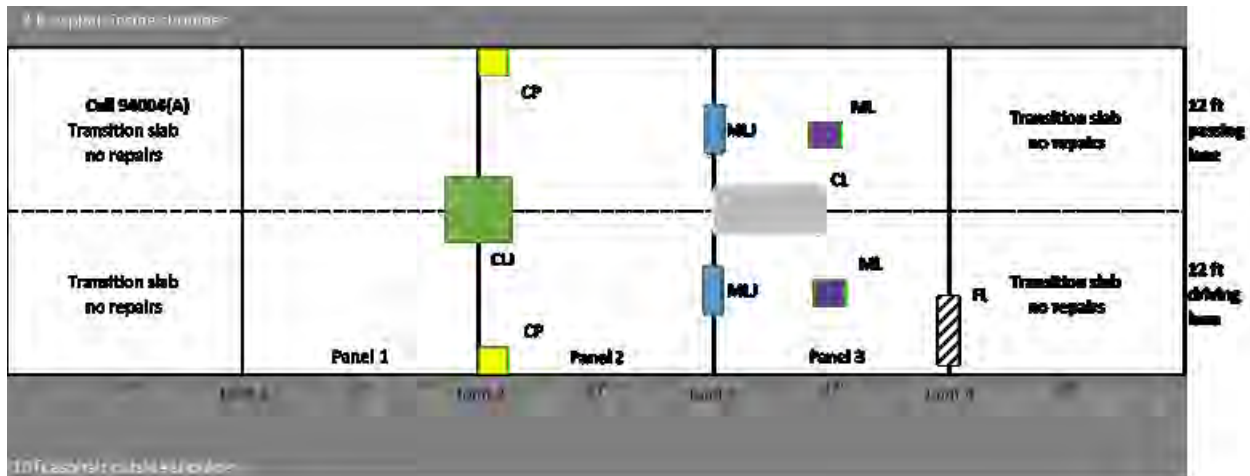 Cell 94004(A)
Transition slab
no repairs
CP
MLJ
ML
CL
Transition slab
no repairs
12 ft
passing
lane
CLJ
Transition slab
no repairs
MLJ
ML
FL
Transition slab
no repairs
12 ft
driving
lane
CP
Panel 1
Panel 2
Panel 3
Joint 4